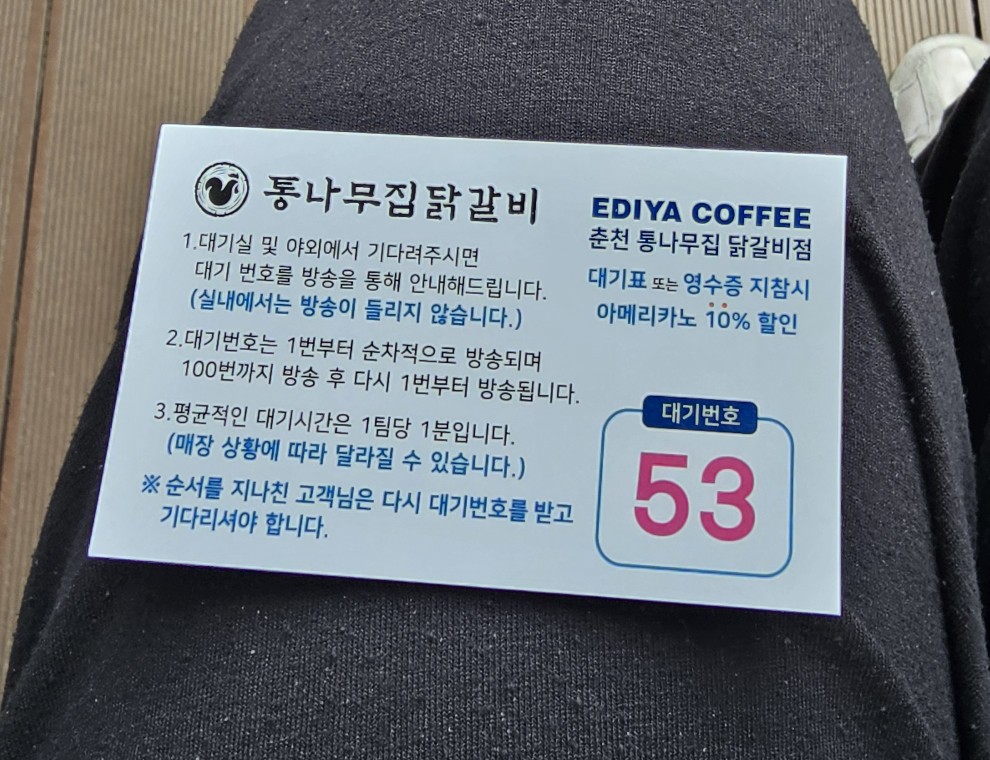 통나무집닭갈비
1.대기실 및 야외에서 기다려주시면
대기 번호를 방송을 통해 안내해드립니다.
(실내에서는 방송이 들리지 않습니다.)
2.대기번호는 1번부터 순차적으로 방송되며
100번까지 방송 후 다시 1번부터 방송됩니다.
3.평균적인 대기시간은 1팀당 1분입니다.
(매장 상황에 따라 달라질 수 있습니다.)
※ 순서를 지나친 고객님은 다시 대기번호를 받고
기다리셔야 합니다.
EDIYA COFFEE
춘천 통나무집 닭갈비점
대기표 또는 영수증 지참시
아메리카노 10% 할인
대기번호
53